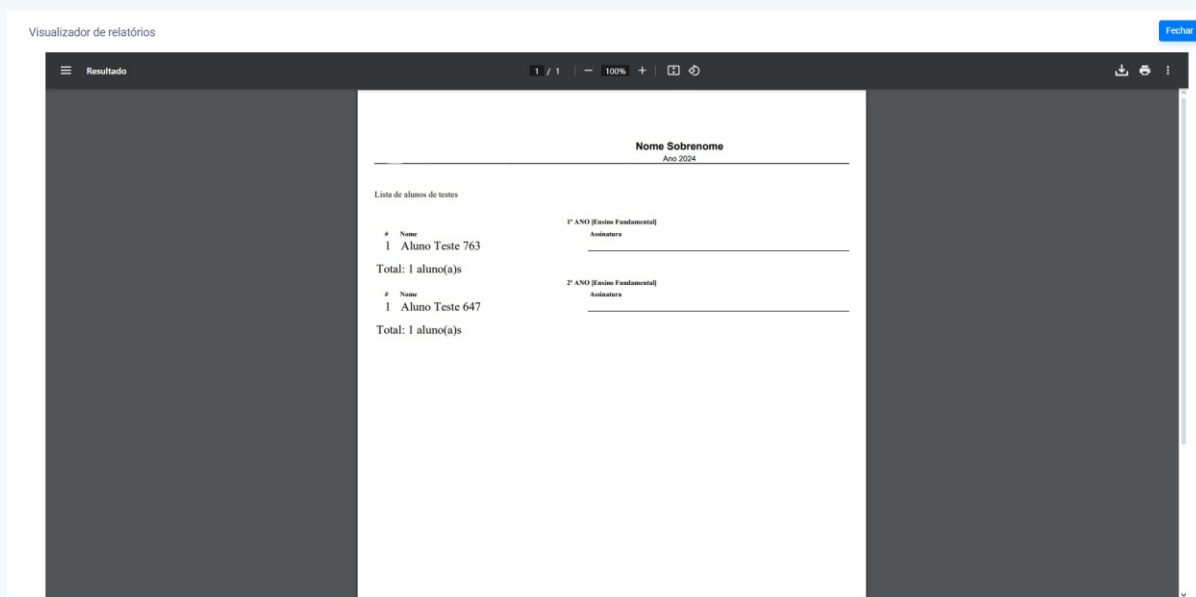 Visualizador de relatórios
Fechar
Resultado
1 / 1
100%
Nome Sobrenome
Ano 2024
Lista de alunos de testes
1º ANO [Ensino Fundamental]
# Nome Assinatura
1 Aluno Teste 763
Total: 1 aluno(a)s
2º ANO [Ensino Fundamental]
# Nome Assinatura
1 Aluno Teste 647
Total: 1 aluno(a)s